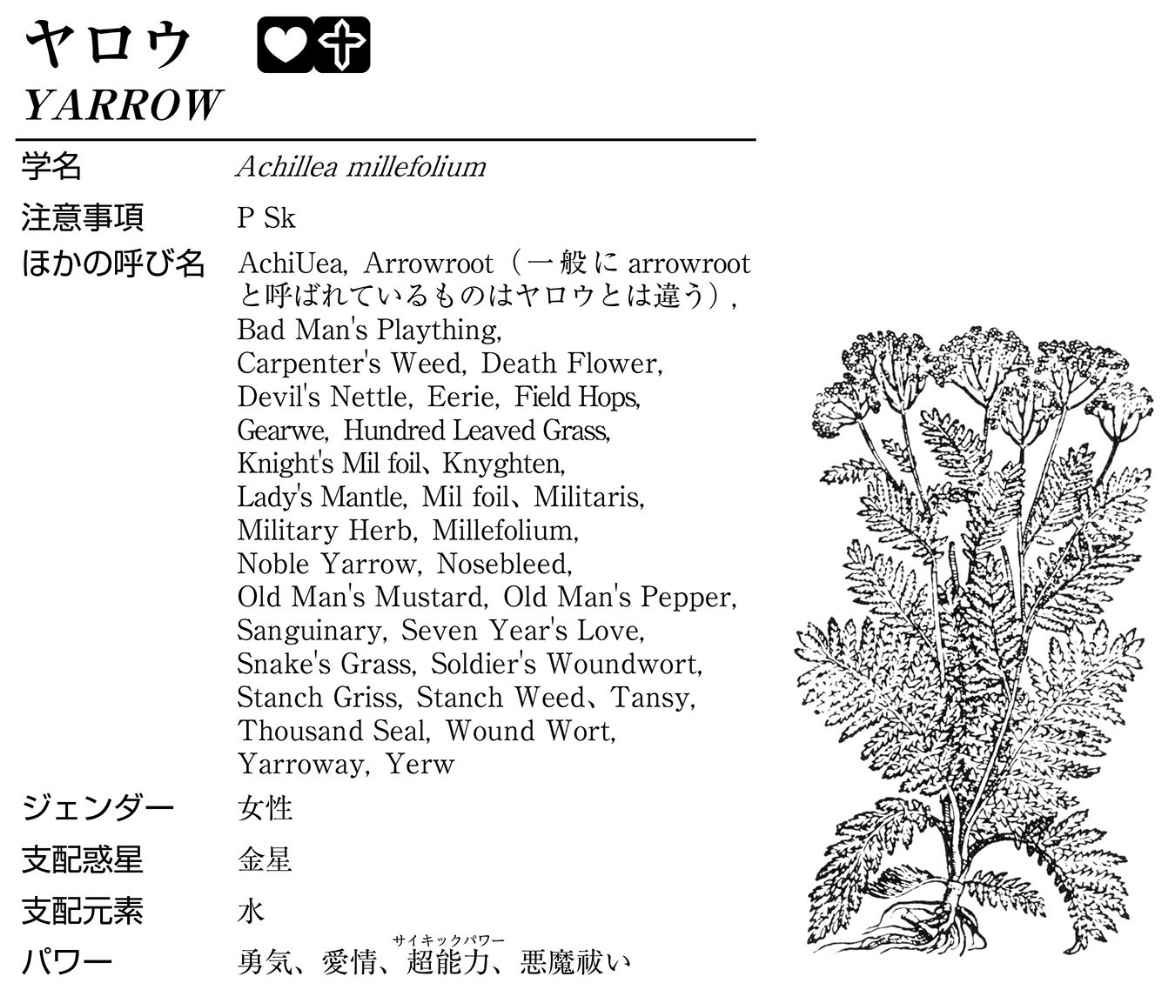 ヤロウ
YARROW
学名 Achillea millefolium
注意事項 P Sk
ほかの呼び名 AchiUea, Arrowroot（一般に arrowroot
と呼ばれているものはヤロウとは違う）,
Bad Man's Plaything,
Carpenter's Weed, Death Flower,
Devil's Nettle, Eerie, Field Hops,
Gearwe, Hundred Leaved Grass,
Knight's Mil foil、Knyghten,
Lady's Mantle, Mil foil、Militaris,
Military Herb, Millefolium,
Noble Yarrow, Nosebleed,
Old Man's Mustard, Old Man's Pepper,
Sanguinary, Seven Year's Love,
Snake's Grass, Soldier's Woundwort,
Stanch Griss, Stanch Weed、Tansy,
Thousand Seal, Wound Wort,
Yarroway, Yerw
ジェンダー 女性
支配惑星 金星
支配元素 水
サイキックパワー
パワー 勇気、愛情、超能力、悪魔祓い